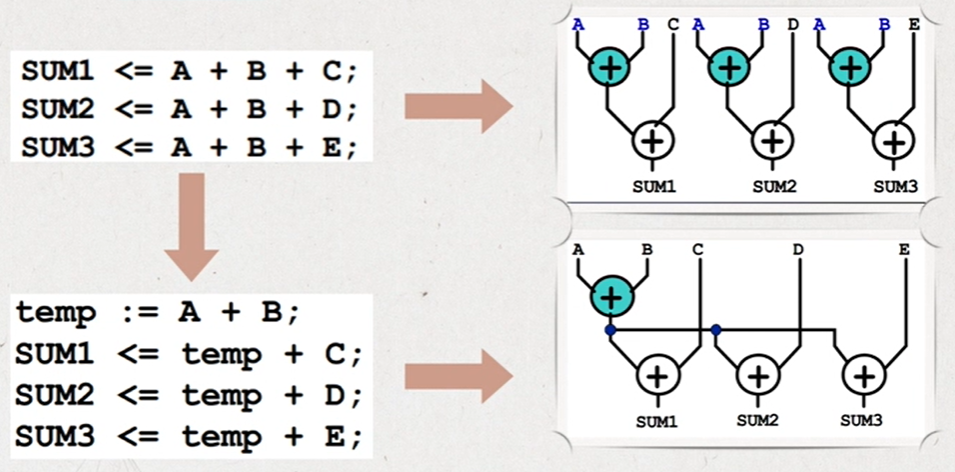 SUM1 <= A + B + C;
SUM2 <= A + B + D;
SUM3 <= A + B + E;
A B C A B D A B E
+ + +
+ + +
SUM1 SUM2 SUM3
temp := A + B;
SUM1 <= temp + C;
SUM2 <= temp + D;
SUM3 <= temp + E;
A B C D E
+
+ + +
SUM1 SUM2 SUM3